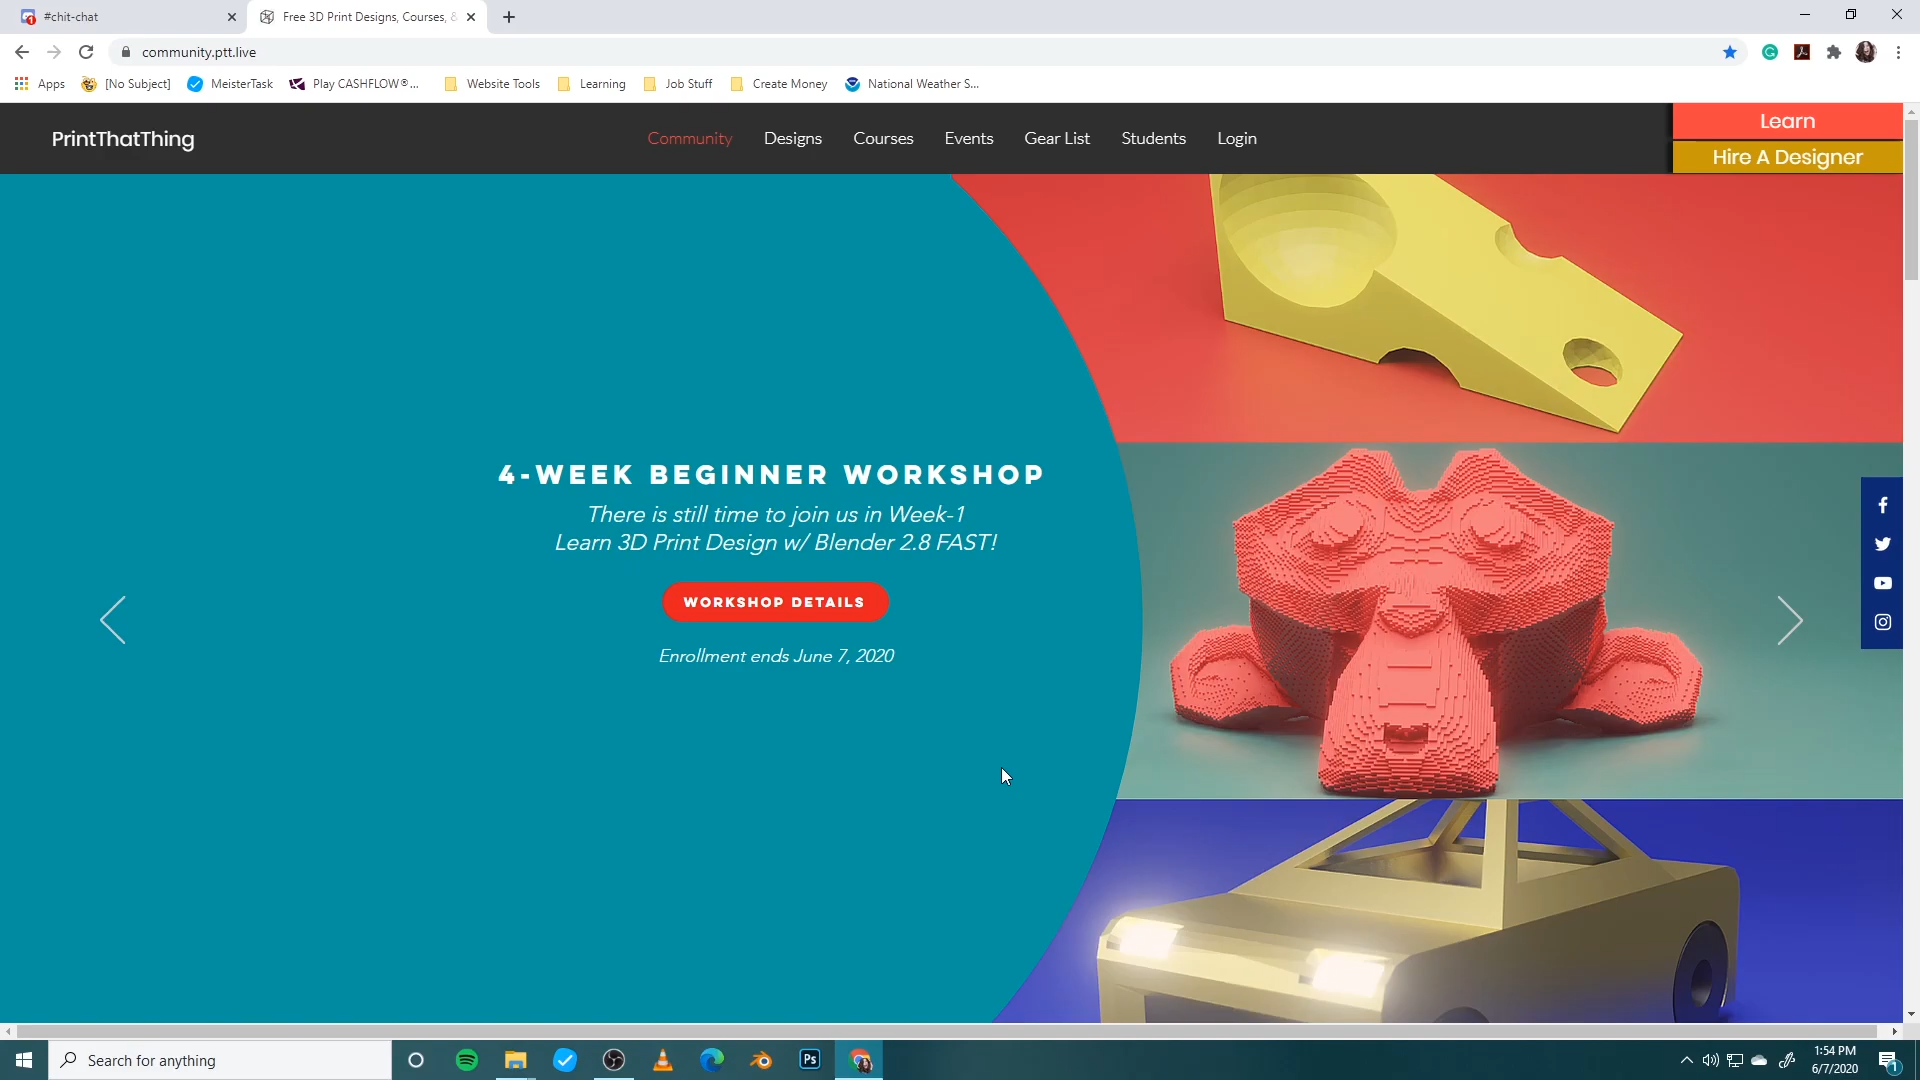 #chit-chat
Free 3D Print Designs, Courses, &
community.ptt.live
Apps
[No Subject]
MeisterTask
Play CASHFLOW®...
Website Tools
Learning
Job Stuff
Create Money
National Weather S...
PrintThatThing
Community
Designs
Courses
Events
Gear List
Students
Login
Learn
Hire A Designer
4-WEEK BEGINNER WORKSHOP
There is still time to join us in Week-1
Learn 3D Print Design w/ Blender 2.8 FAST!
WORKSHOP DETAILS
Enrollment ends June 7, 2020
Search for anything
Ps
1:54 PM
6/7/2020
1